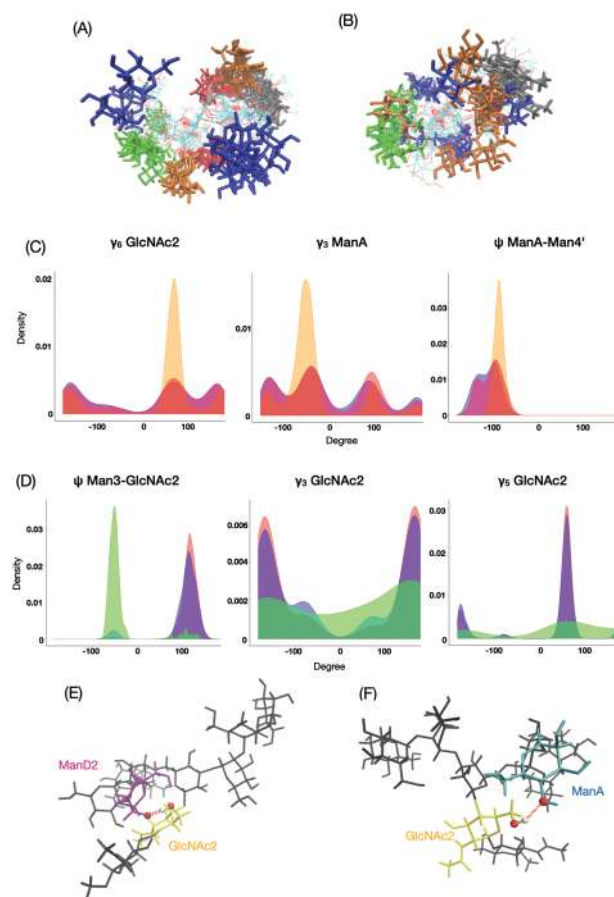 (A)
(B)
(C)
γ₆ GlcNAc2
γ₃ ManA
ψ ManA-Man4'
Density
0.02
0.01
0
-100 0 100
0.01
0
-100 0 100
0.04
0.03
0.02
0.01
0
-100 0 100
Degree
(D)
ψ Man3-GlcNAc2
γ₃ GlcNAc2
γ₅ GlcNAc2
Density
0.03
0.02
0.01
0
-100 0 100
0.006
0.004
0.002
0
-100 0 100
0.03
0.02
0.01
0
-100 0 100
Degree
(E)
ManD2
GlcNAc2
(F)
ManA
GlcNAc2